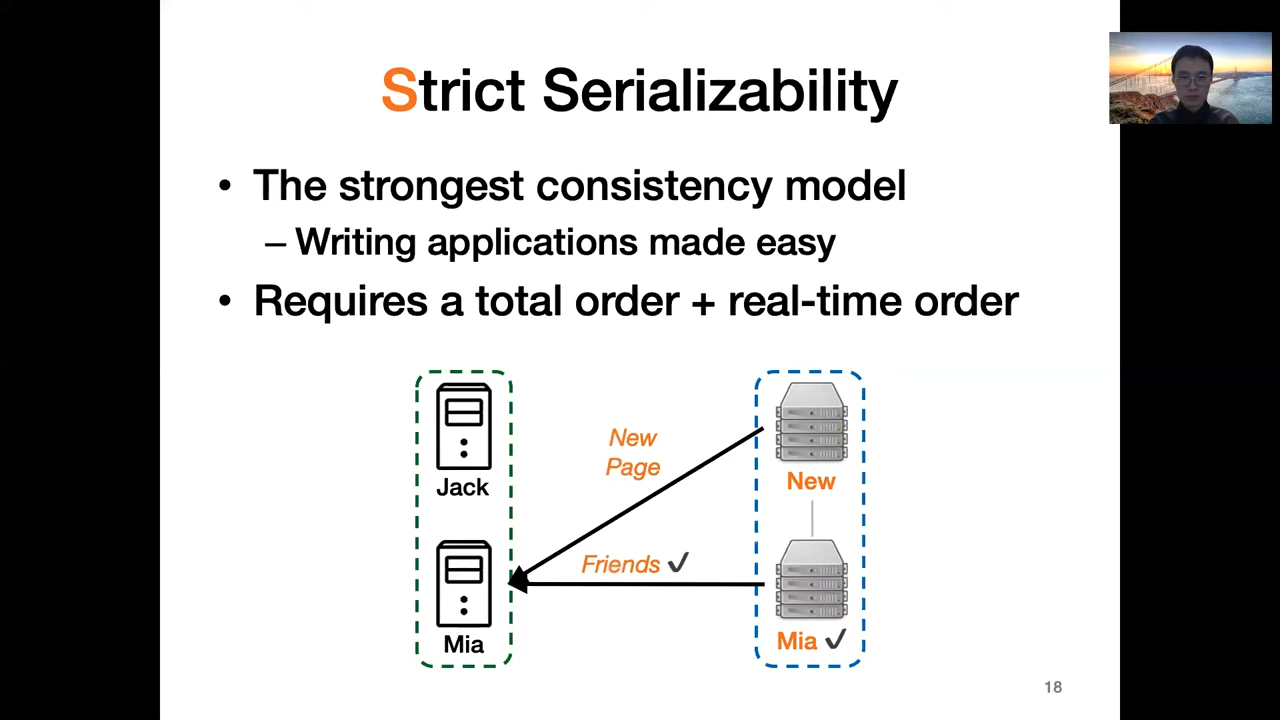 Strict Serializability
• The strongest consistency model
– Writing applications made easy
• Requires a total order + real-time order
New
Page
Jack
New
Friends ✓
Mia
Mia ✓
18